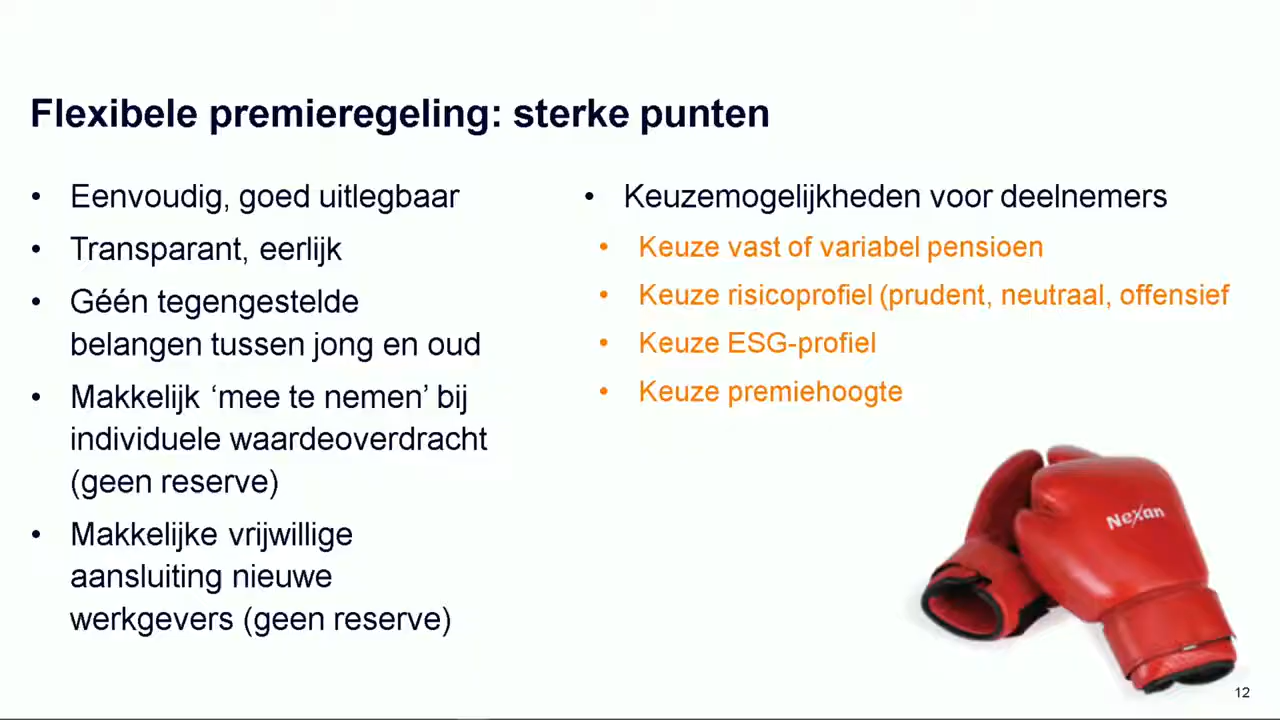 Flexibele premieregeling: sterke punten
• Eenvoudig, goed uitlegbaar
• Transparant, eerlijk
• Géén tegengestelde
belangen tussen jong en oud
• Makkelijk ‘mee te nemen’ bij
individuele waardeoverdracht
(geen reserve)
• Makkelijke vrijwillige
aansluiting nieuwe
werkgevers (geen reserve)
• Keuzemogelijkheden voor deelnemers
• Keuze vast of variabel pensioen
• Keuze risicoprofiel (prudent, neutraal, offensief
• Keuze ESG-profiel
• Keuze premiehoogte
Nexan
12